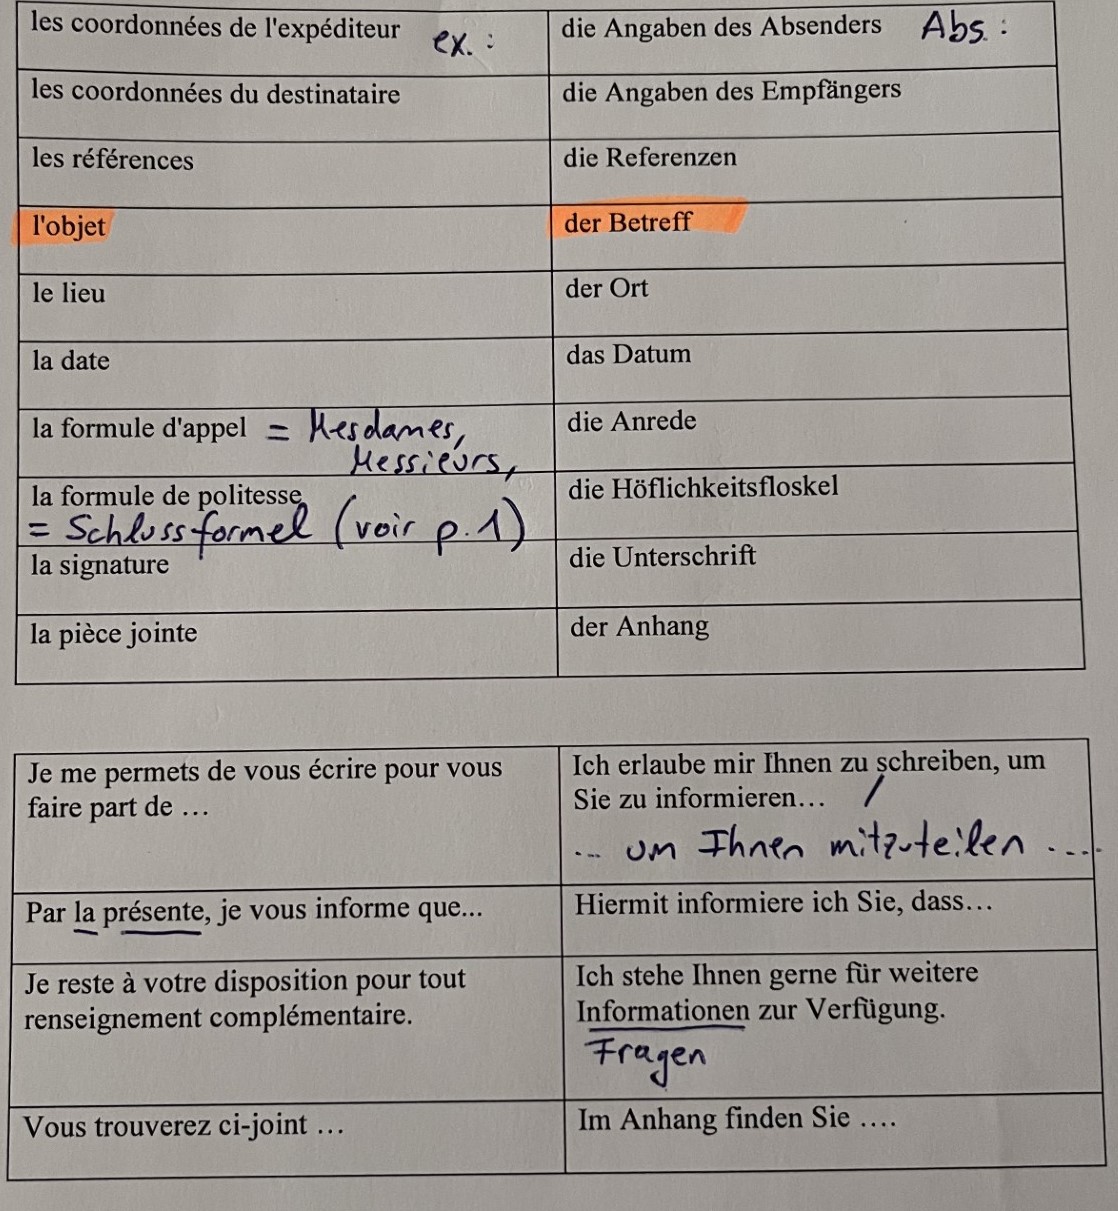 les coordonnées de l'expéditeur ex. :
die Angaben des Absenders Abs. :
les coordonnées du destinataire
die Angaben des Empfängers
les références
die Referenzen
l'objet
der Betreff
le lieu
der Ort
la date
das Datum
la formule d'appel = Mesdames,
Messieurs,
die Anrede
la formule de politesse
= Schlussformel (voir p. 1)
die Höflichkeitsfloskel
la signature
die Unterschrift
la pièce jointe
der Anhang
Je me permets de vous écrire pour vous
faire part de …
Ich erlaube mir Ihnen zu schreiben, um
Sie zu informieren… /
... um Ihnen mitzuteilen ....
Par la présente, je vous informe que...
Hiermit informiere ich Sie, dass…
Je reste à votre disposition pour tout
renseignement complémentaire.
Ich stehe Ihnen gerne für weitere
Informationen zur Verfügung.
Fragen
Vous trouverez ci-joint …
Im Anhang finden Sie ….